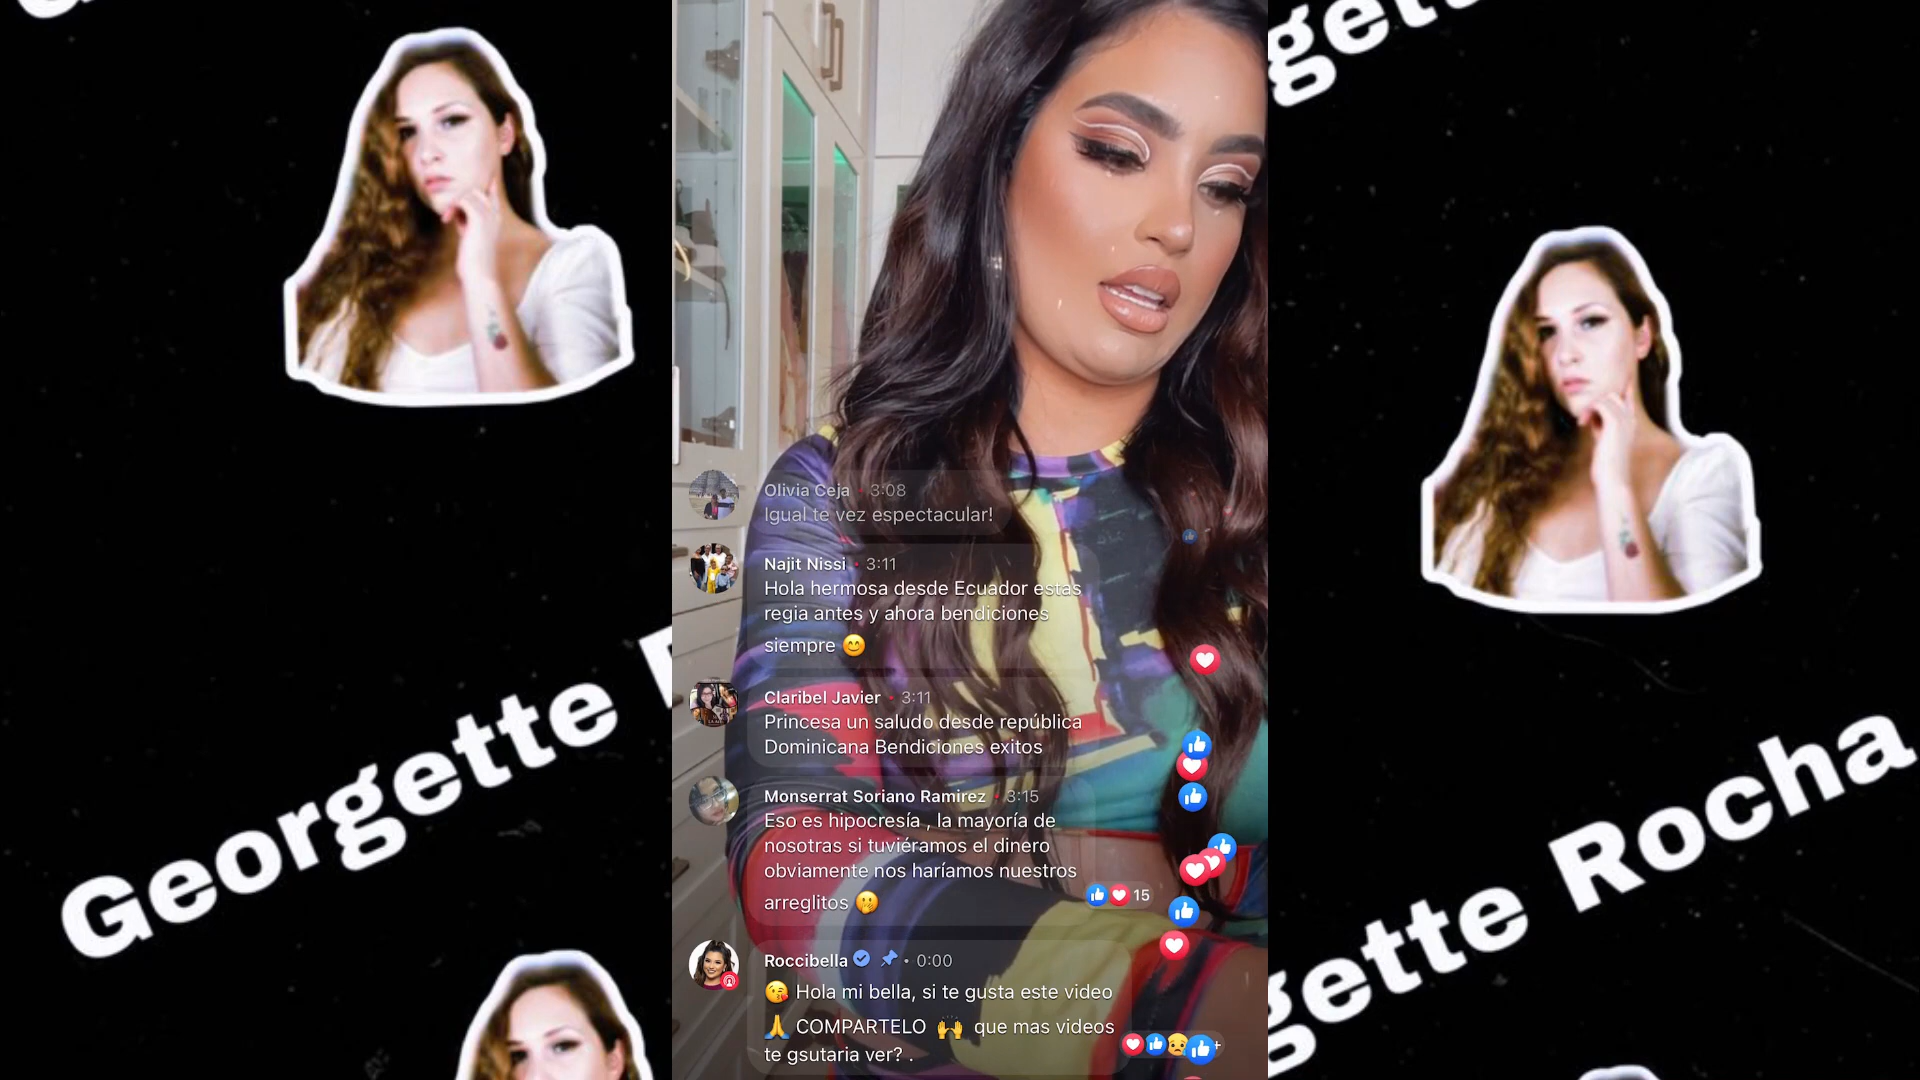 Olivia Ceja • 3:08
Igual te vez espectacular!
Najit Nissi • 3:11
Hola hermosa desde Ecuador estas
regia antes y ahora bendiciones
siempre 😊
Claribel Javier • 3:11
Princesa un saludo desde república
Dominicana Bendiciones exitos
Monserrat Soriano Ramirez • 3:15
Eso es hipocresía , la mayoría de
nosotras si tuviéramos el dinero
obviamente nos haríamos nuestros
arreglitos 🤭
15
Roccibella • 0:00
😘 Hola mi bella, si te gusta este video
🙏 COMPARTELO 🙌 que mas videos
te gsutaria ver? .
+
Georgette R
rgette
gette Rocha